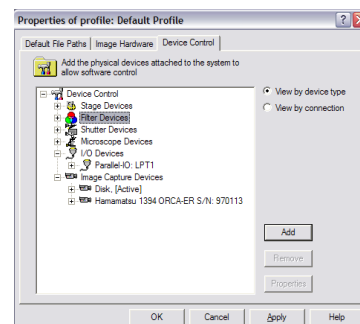 Properties of profile: Default Profile
Default File Paths
Image Hardware
Device Control
Add the physical devices attached to the system to
allow software control
Device Control
Stage Devices
Filter Devices
Shutter Devices
Microscope Devices
I/O Devices
Parallel-IO: LPT1
Image Capture Devices
Disk, [Active]
Hamamatsu 1394 ORCA-ER S/N: 970113
View by device type
View by connection
Add
Remove
Properties
OK
Cancel
Apply
Help